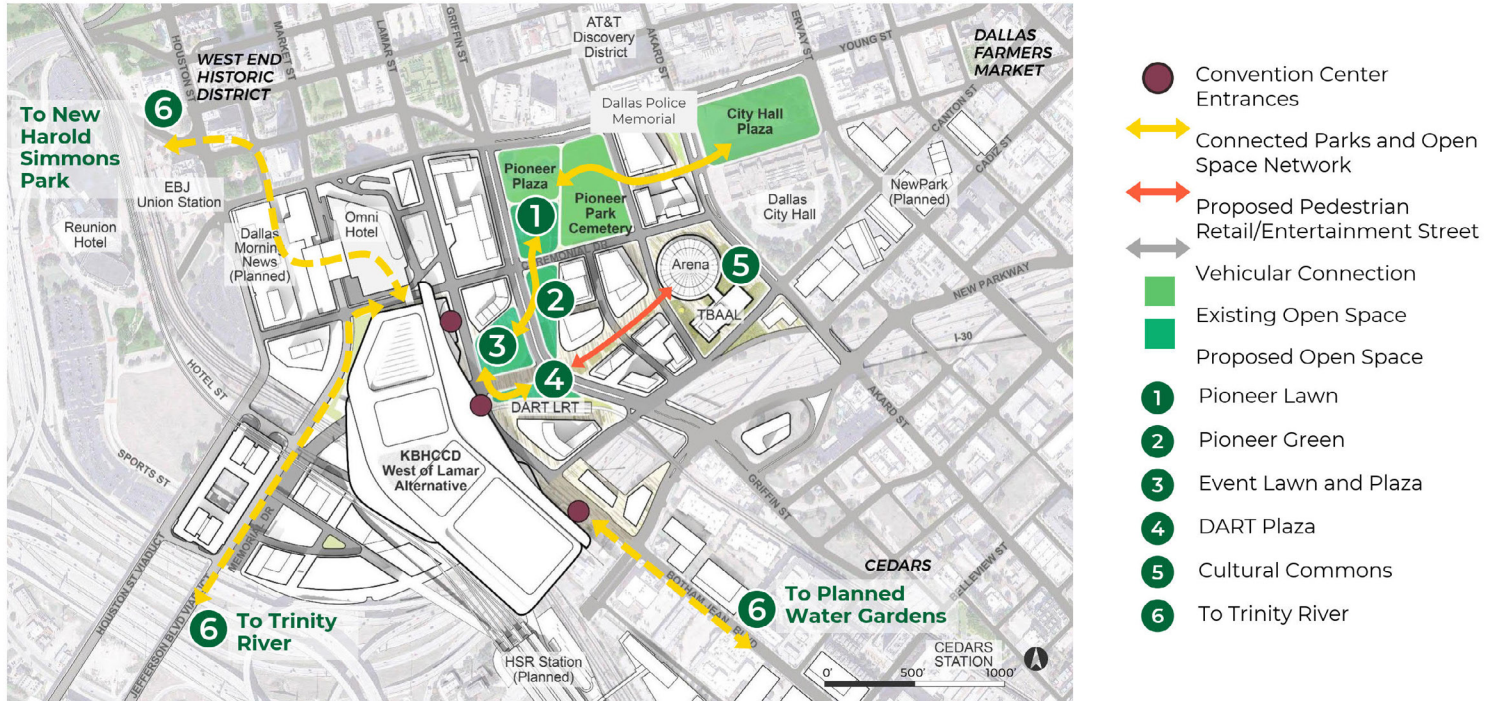 HOUSTON ST
MARKET ST
LAMAR ST
GRIFFIN ST
AT&T
Discovery
District
AKARD ST
ERVAY ST
YOUNG ST
DALLAS
FARMERS
MARKET
WEST END
HISTORIC
DISTRICT
6
To New
Harold
Simmons
Park
Dallas Police
Memorial
City Hall
Plaza
CANTON ST
CADIZ ST
EBJ
Union Station
Pioneer
Plaza
1
Pioneer
Park
Cemetery
Dallas
City Hall
NewPark
(Planned)
Reunion
Hotel
Dallas
Mornin
News
(Planned)
Omni
Hotel
CEREMONIAL DR
Arena
5
TBAAL
NEW PARKWAY
2
3
4
I-30
DART LRT
HOTEL ST
AKARD ST
SPORTS ST
KBHCCD
West of Lamar
Alternative
GRIFFIN ST
MEMORIAL DR
HOUSTON ST VIADUCT
JEFFERSON BLVD VIADUCT
CEDARS
BELLEVIEW ST
BOTHAM JEAN BLVD
6
To Trinity
River
6
To Planned
Water Gardens
HSR Station
(Planned)
CEDARS
STATION
0'
500'
1000'
Convention Center
Entrances
Connected Parks and Open
Space Network
Proposed Pedestrian
Retail/Entertainment Street
Vehicular Connection
Existing Open Space
Proposed Open Space
1 Pioneer Lawn
2 Pioneer Green
3 Event Lawn and Plaza
4 DART Plaza
5 Cultural Commons
6 To Trinity River